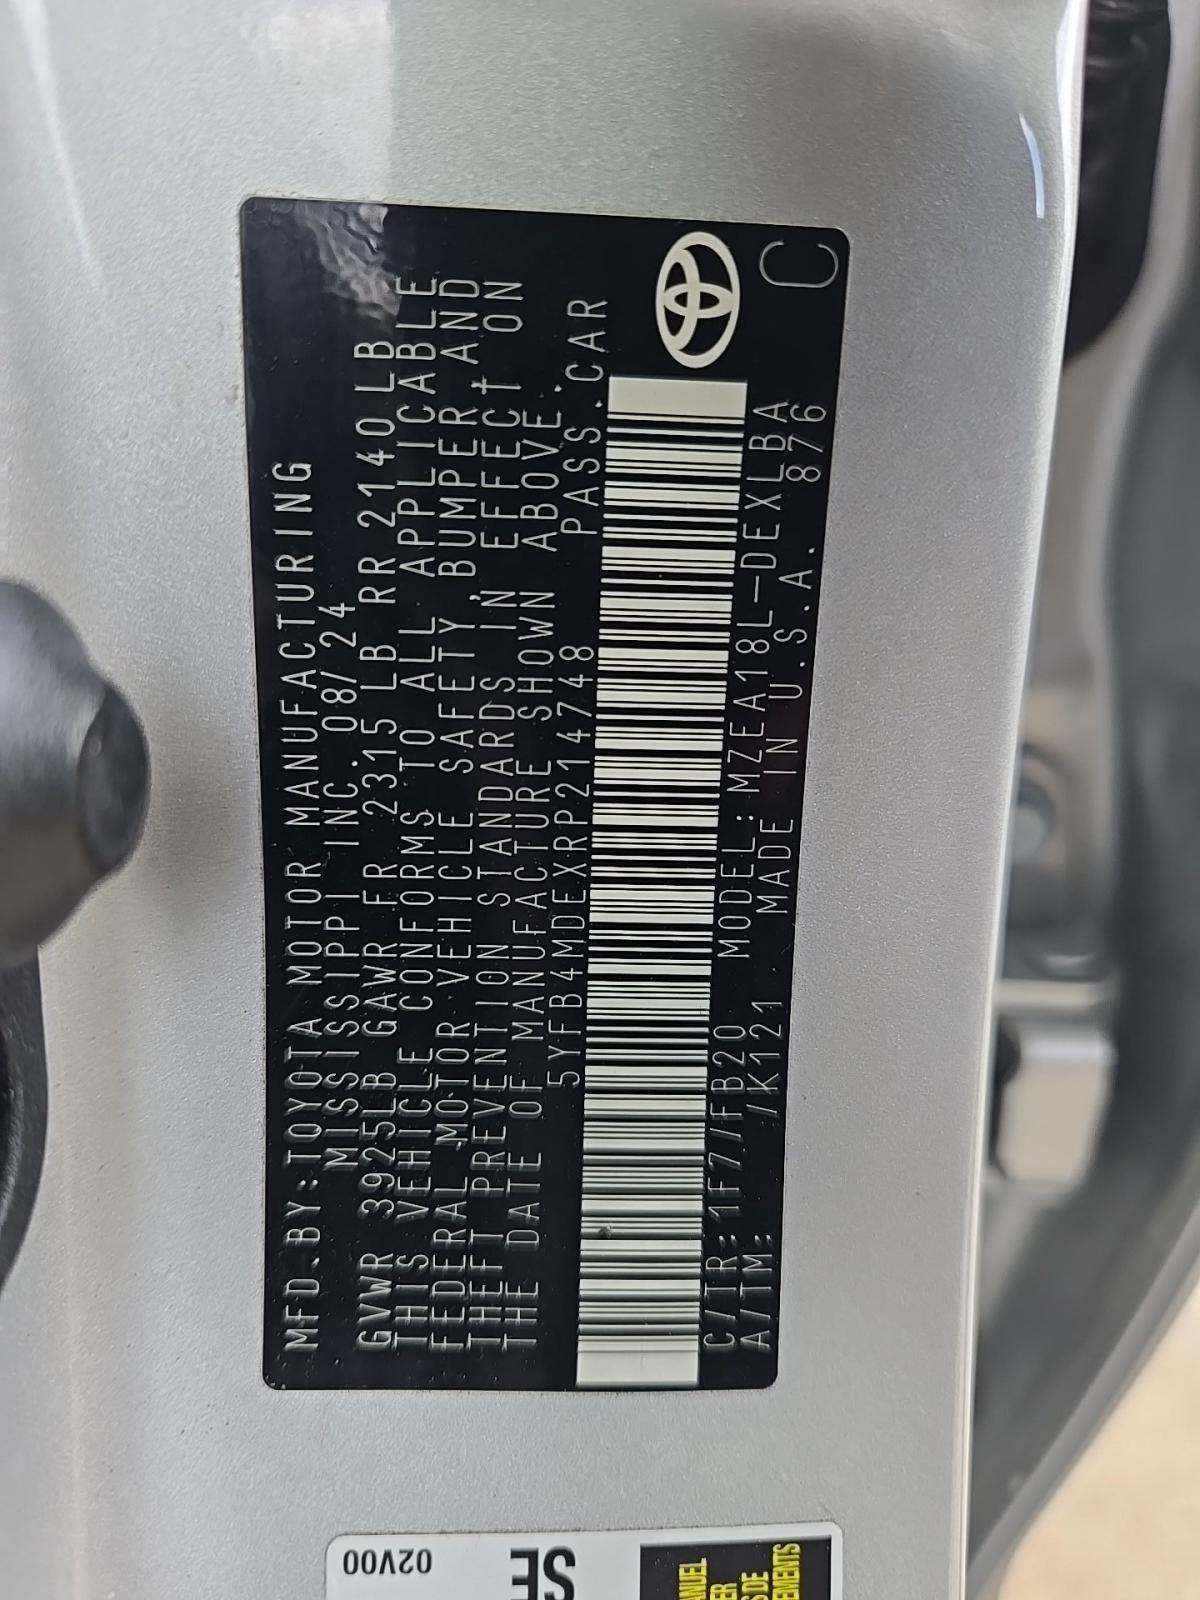 MFD.BY:TOYOTA MOTOR MANUFACTURING
MISSISSIPPI INC. 08/24
GVWR 3925LB GAWR FR 2315 LB RR 2140LB
THIS VEHICLE CONFORMS TO ALL APPLICABLE
FEDERAL MOTOR VEHICLE SAFETY, BUMPER AND
THEFT PREVENTION STANDARDS IN EFFECT ON
THE DATE OF MANUFACTURE SHOWN ABOVE.
5YFB4MDEXRP214748 PASS.CAR
C/TR:1F7/FB20 MODEL:MZEA18L-DEXLBA
A/TM: /K121 MADE IN U.S.A. 876
C
02V00
SE